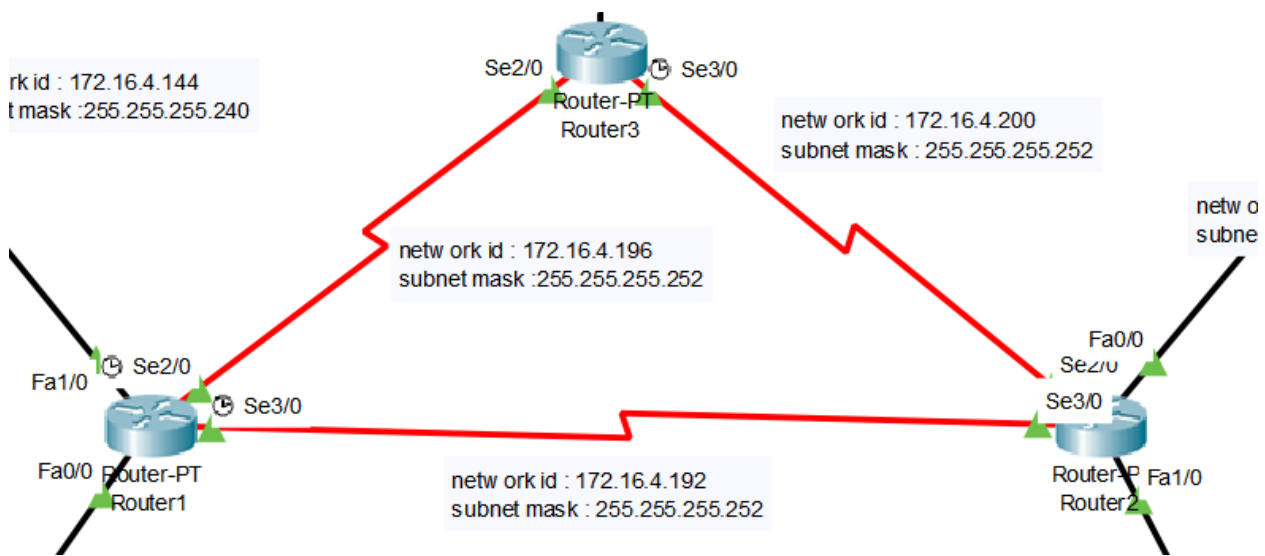 rk id : 172.16.4.144
t mask :255.255.255.240
Se2/0
Se3/0
Router-PT
Router3
netw ork id : 172.16.4.200
subnet mask : 255.255.255.252
netw o
subne
netw ork id : 172.16.4.196
subnet mask :255.255.255.252
Fa0/0
Se2/0
Se3/0
Fa1/0
Se2/0
Se3/0
Fa0/0
Router-PT
Router1
netw ork id : 172.16.4.192
subnet mask : 255.255.255.252
Router-P
Router2
Fa1/0